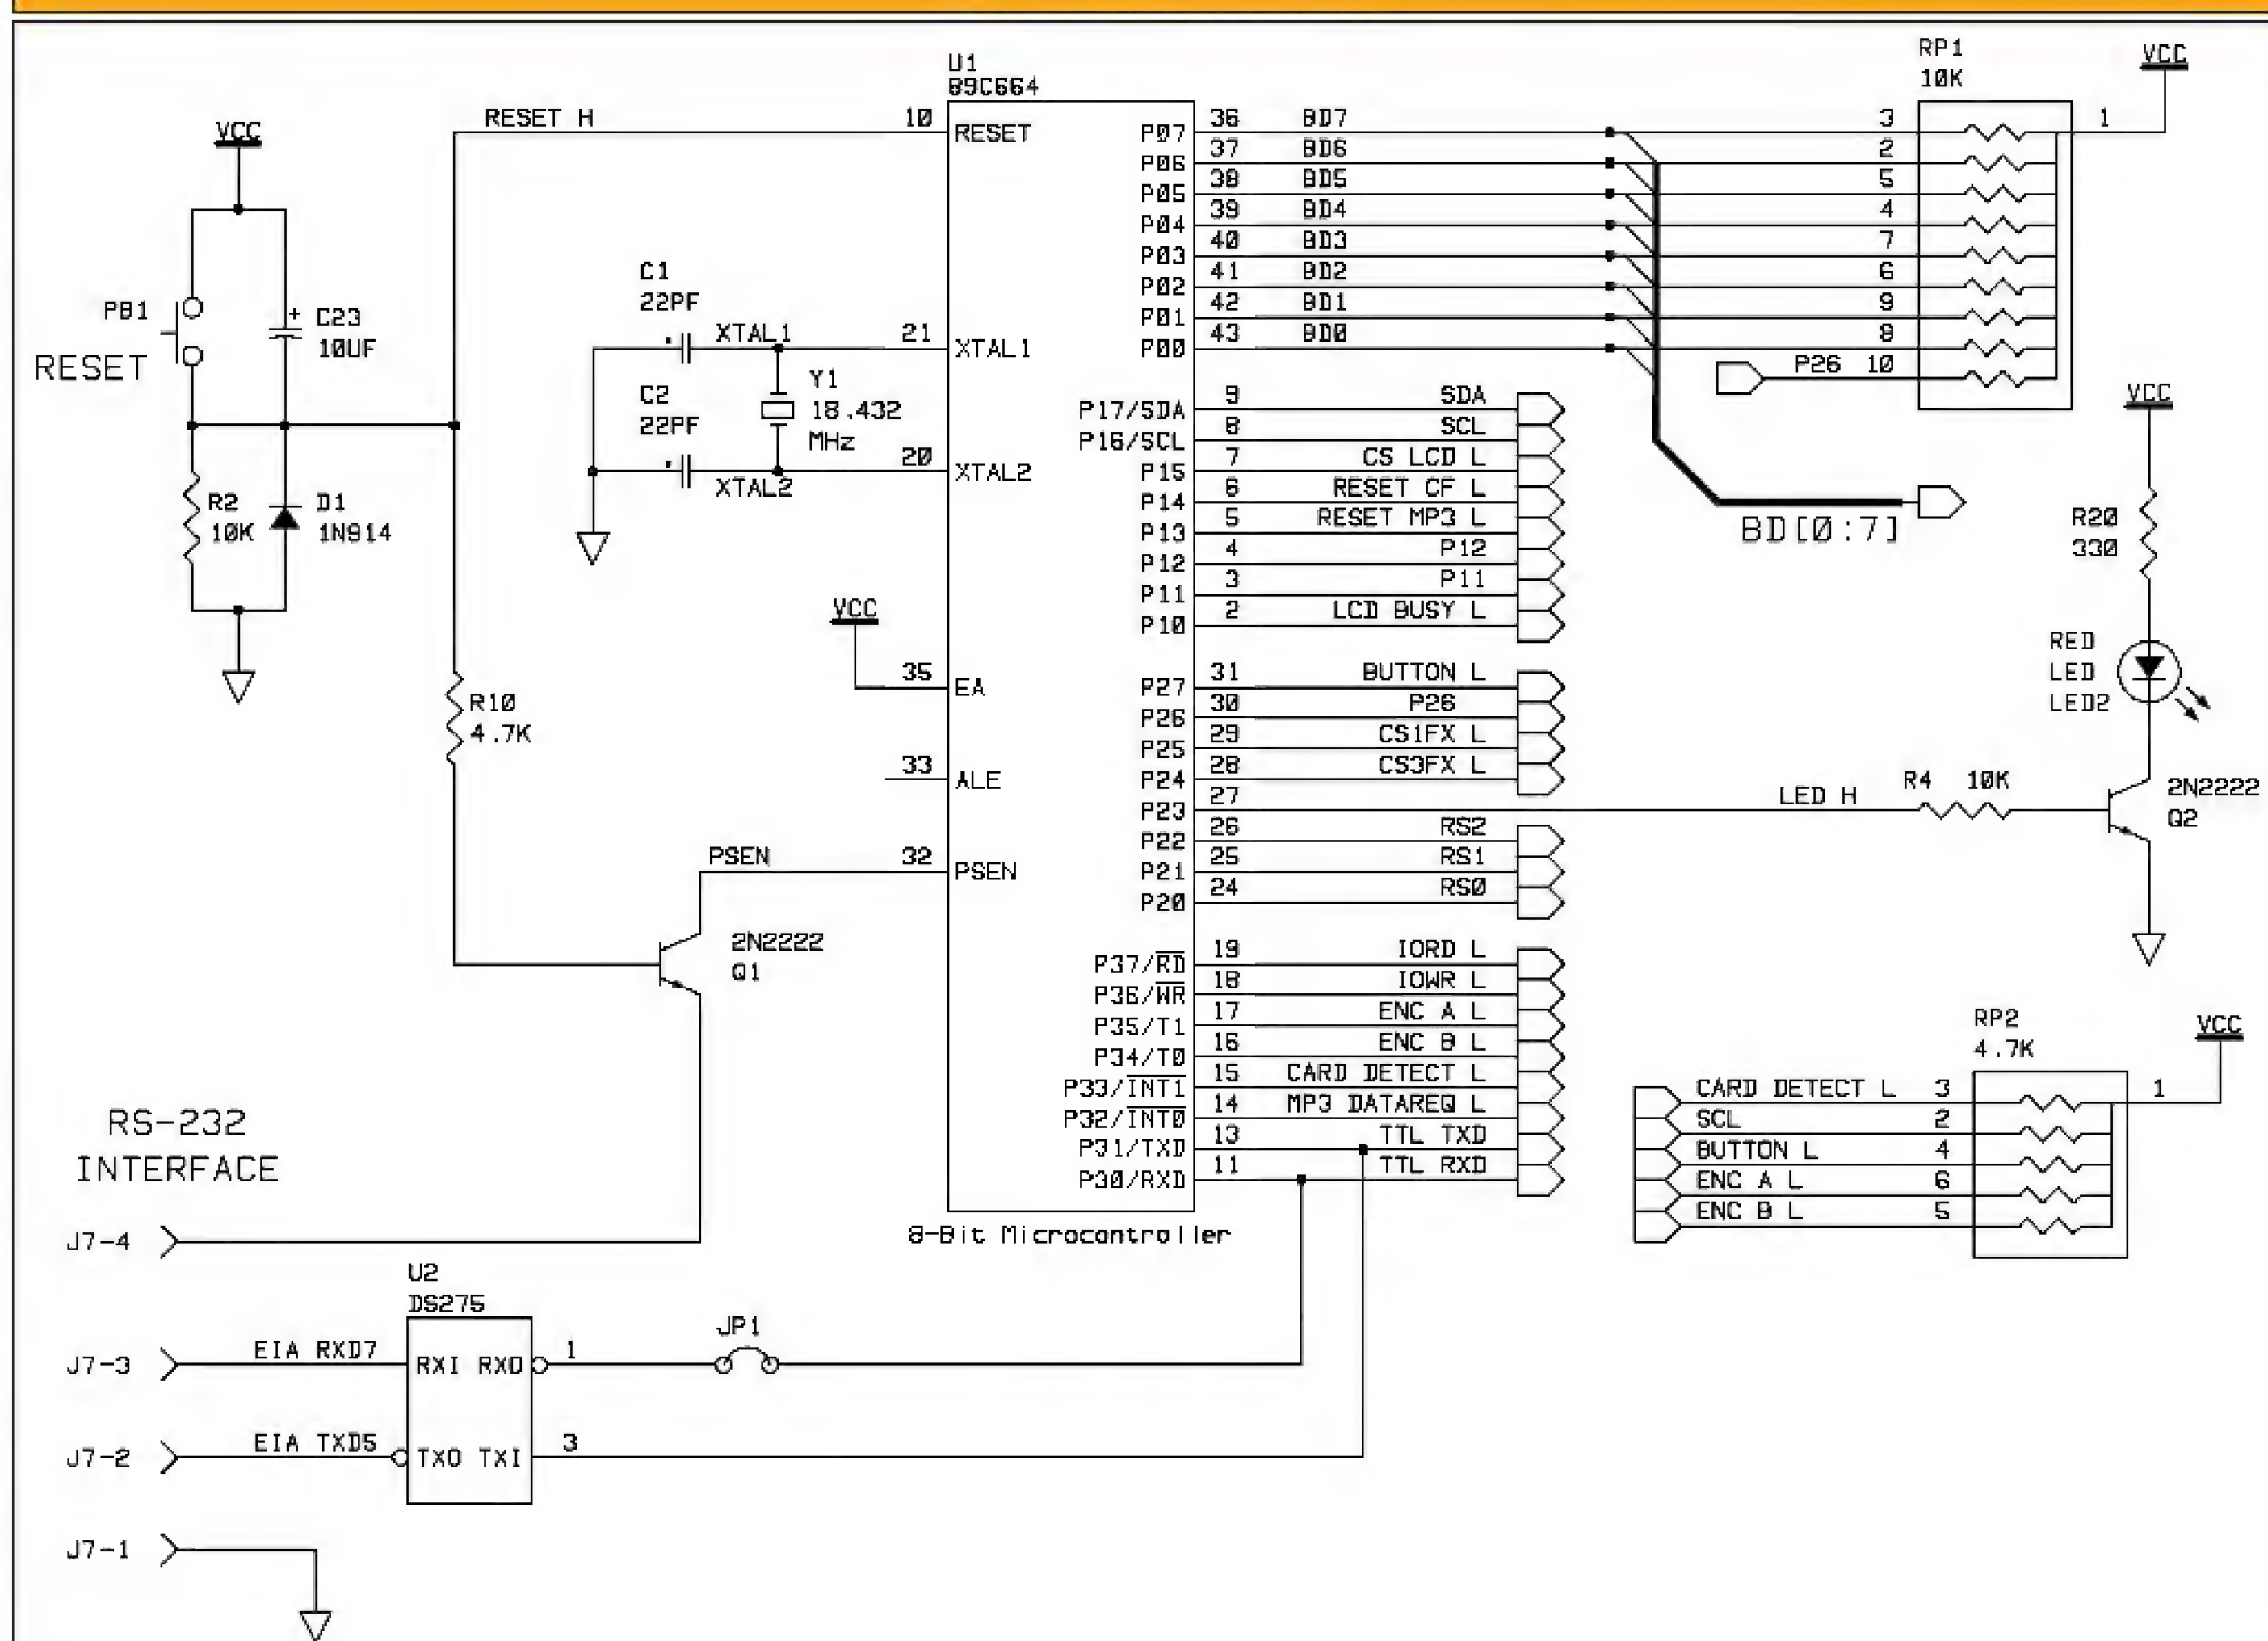 VCC
PB1
RESET
+
C23
10UF
R2
10K
D1
1N914
RESET H
R10
4.7K
C1
22PF
C2
22PF
XTAL1
XTAL2
Y1
18.432
MHz
VCC
PSEN
2N2222
Q1
U1
89C664
10 RESET
21 XTAL1
20 XTAL2
35 EA
33 ALE
32 PSEN
P07 36 BD7
P06 37 BD6
P05 38 BD5
P04 39 BD4
P03 40 BD3
P02 41 BD2
P01 42 BD1
P00 43 BD0
P17/SDA 9 SDA
P16/SCL 8 SCL
P15 7 CS LCD L
P14 6 RESET CF L
P13 5 RESET MP3 L
P12 4 P12
P11 3 P11
P10 2 LCD BUSY L
P27 31 BUTTON L
P26 30 P26
P25 29 CS1FX L
P24 28 CS3FX L
P23 27 LED H
P22 26 RS2
P21 25 RS1
P20 24 RS0
P37/RD 19 IORD L
P36/WR 18 IOWR L
P35/T1 17 ENC A L
P34/T0 16 ENC B L
P33/INT1 15 CARD DETECT L
P32/INT0 14 MP3 DATAREQ L
P31/TXD 13 TTL TXD
P30/RXD 11 TTL RXD
8-Bit Microcontroller
RP1
10K
VCC
3
2
5
4
7
6
9
8
P26 10
1
BD[0:7]
VCC
R20
330
RED
LED
LED2
R4 10K
2N2222
Q2
RP2
4.7K
VCC
CARD DETECT L 3
SCL 2
BUTTON L 4
ENC A L 6
ENC B L 5
1
RS-232
INTERFACE
J7-4
U2
DS275
J7-3 EIA RXD7 RXI RXO 1
JP1
J7-2 EIA TXD5 TXO TXI 3
J7-1